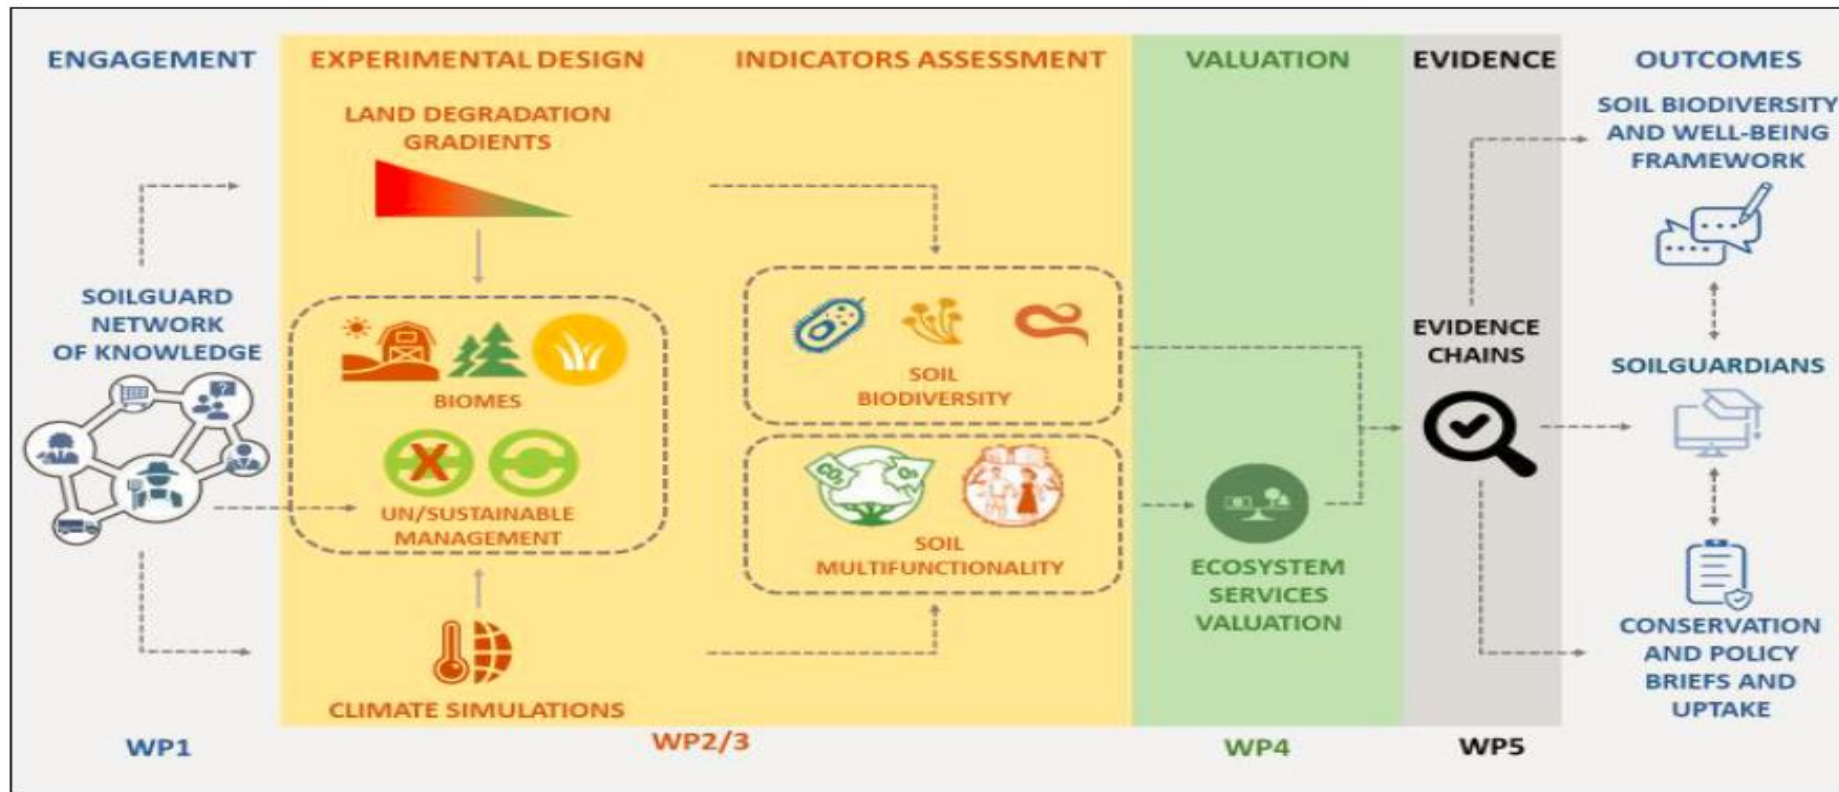 ENGAGEMENT
EXPERIMENTAL DESIGN
INDICATORS ASSESSMENT
VALUATION
EVIDENCE
OUTCOMES
LAND DEGRADATION
GRADIENTS
SOIL BIODIVERSITY
AND WELL-BEING
FRAMEWORK
SOILGUARD
NETWORK
OF KNOWLEDGE
BIOMES
UN/SUSTAINABLE
MANAGEMENT
CLIMATE SIMULATIONS
SOIL
BIODIVERSITY
CO₂
O₂
SOIL
MULTIFUNCTIONALITY
ECOSYSTEM
SERVICES
VALUATION
EVIDENCE
CHAINS
SOILGUARDIANS
CONSERVATION
AND POLICY
BRIEFS AND
UPTAKE
WP1
WP2/3
WP4
WP5